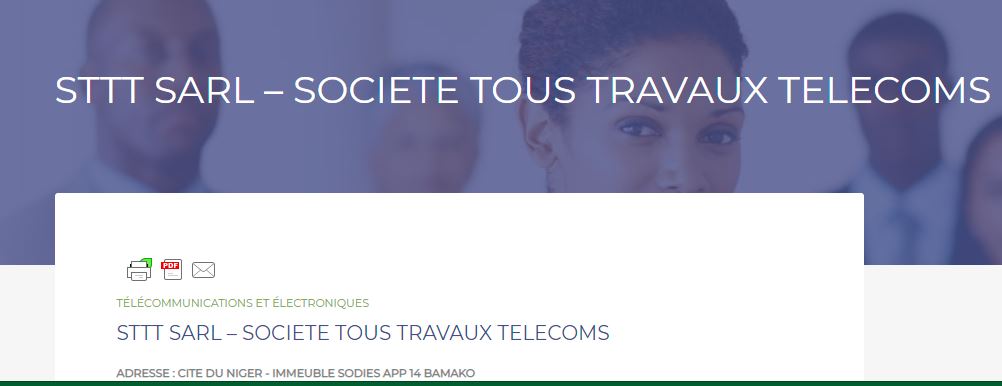 STTT SARL – SOCIETE TOUS TRAVAUX TELECOMS
PDF
TÉLÉCOMMUNICATIONS ET ÉLECTRONIQUES
STTT SARL – SOCIETE TOUS TRAVAUX TELECOMS
ADRESSE : CITE DU NIGER - IMMEUBLE SODIES APP 14 BAMAKO